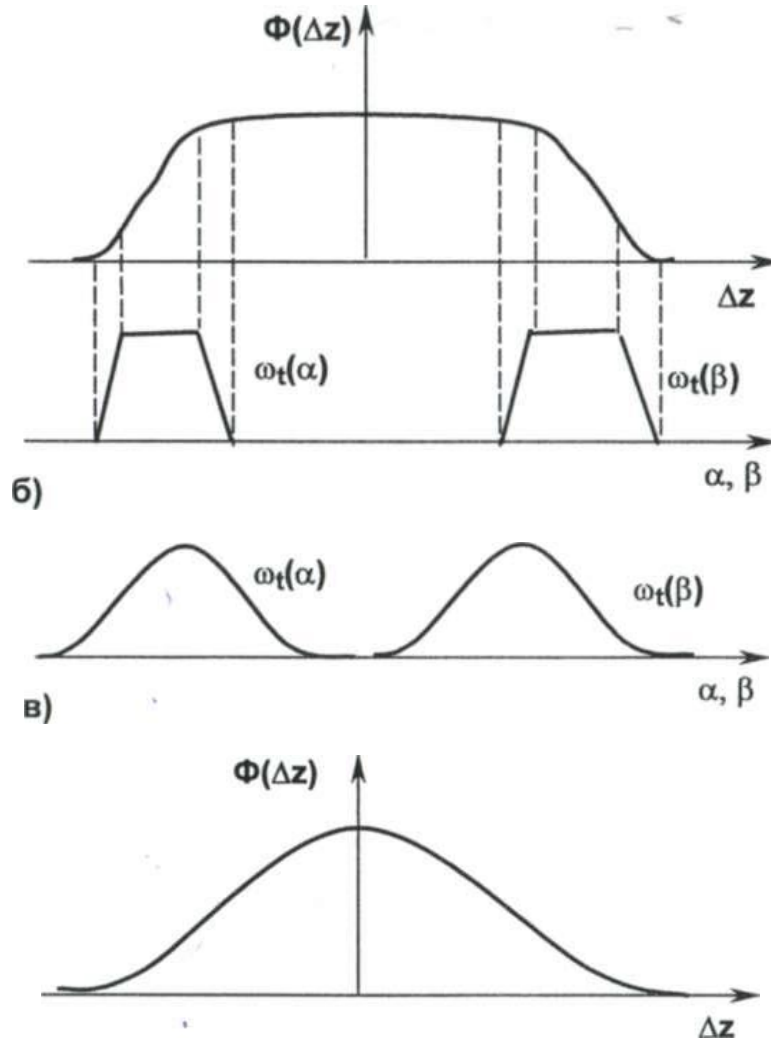 Φ(Δz)
Δz
ωt(α)
ωt(β)
α, β
б)
ωt(α)
ωt(β)
α, β
в)
Φ(Δz)
Δz